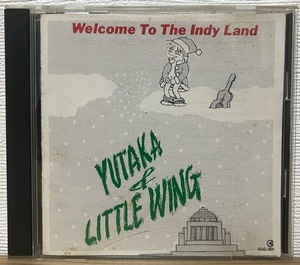 Welcome To The Indy Land
YUTAKA
&
LITTLE WING